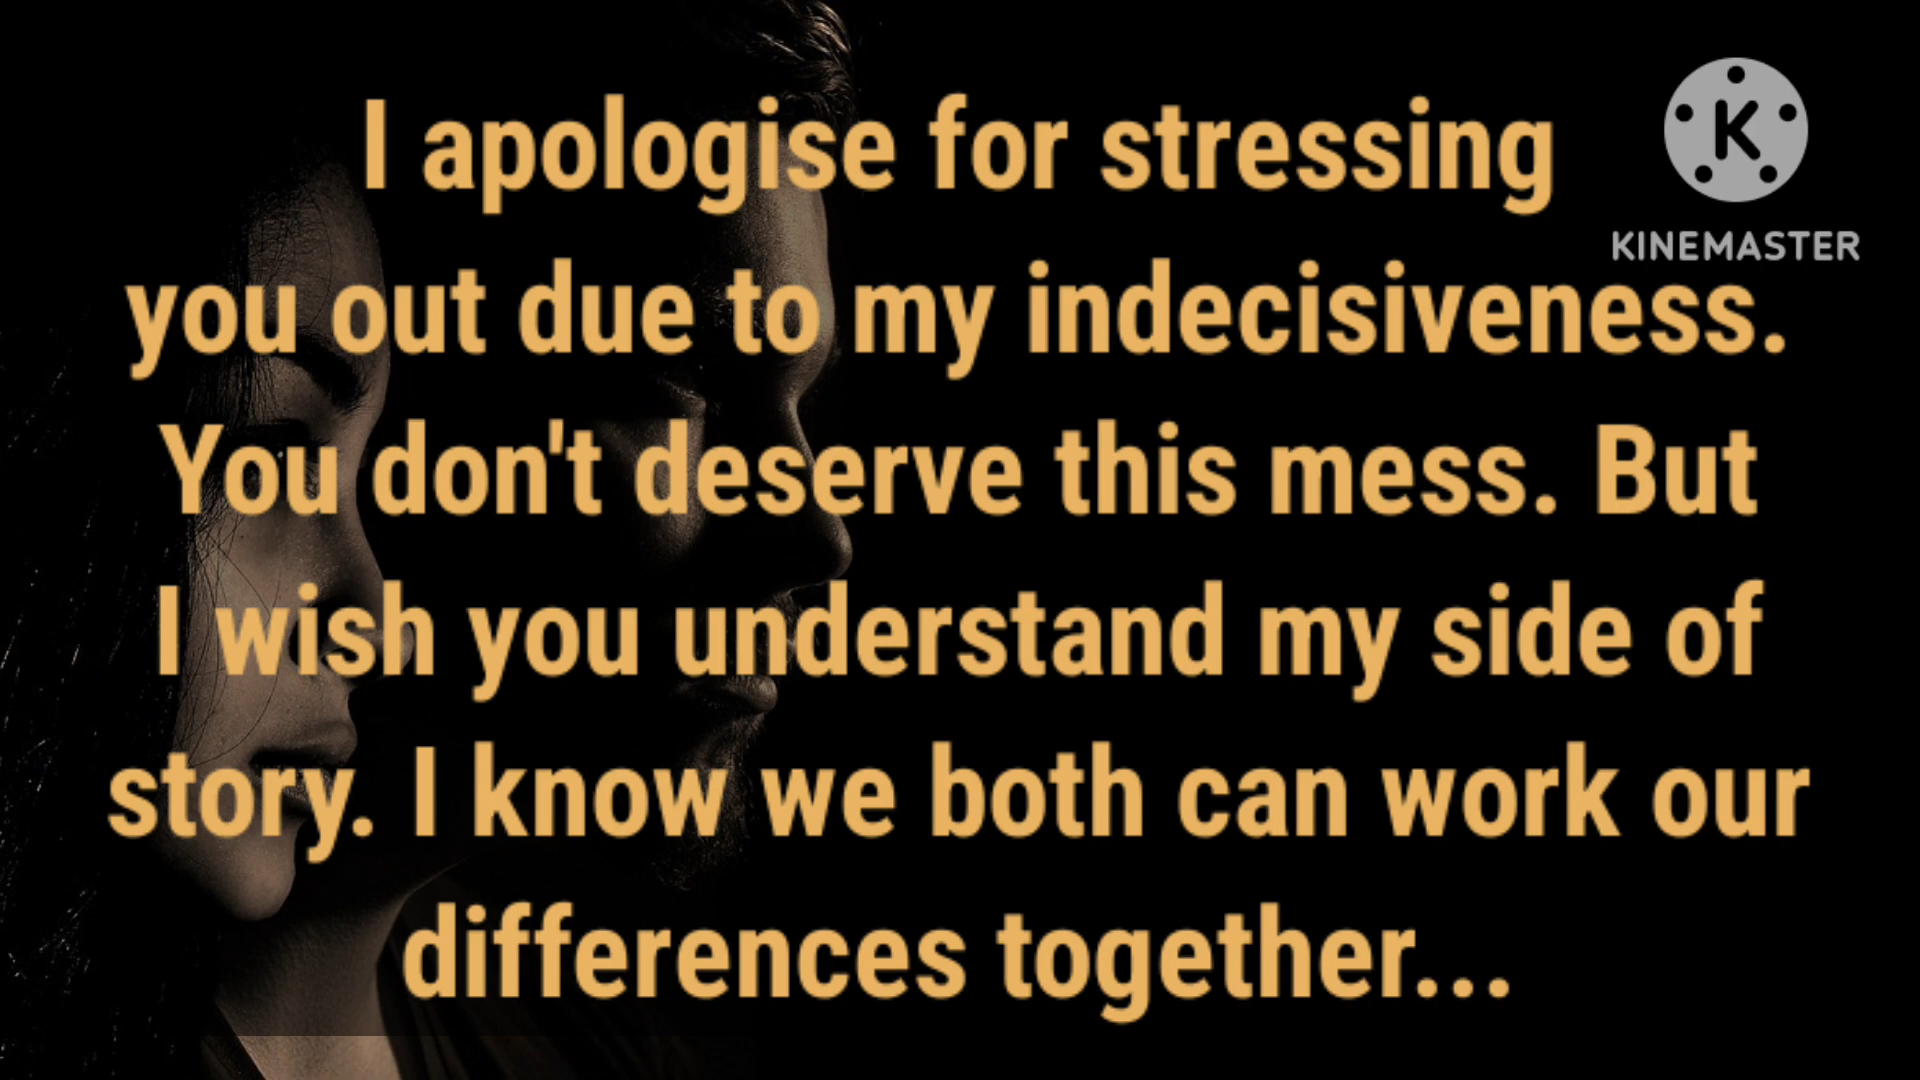 I apologise for stressing
you out due to my indecisiveness.
You don't deserve this mess. But
I wish you understand my side of
story. I know we both can work our
differences together...
K
KINEMASTER